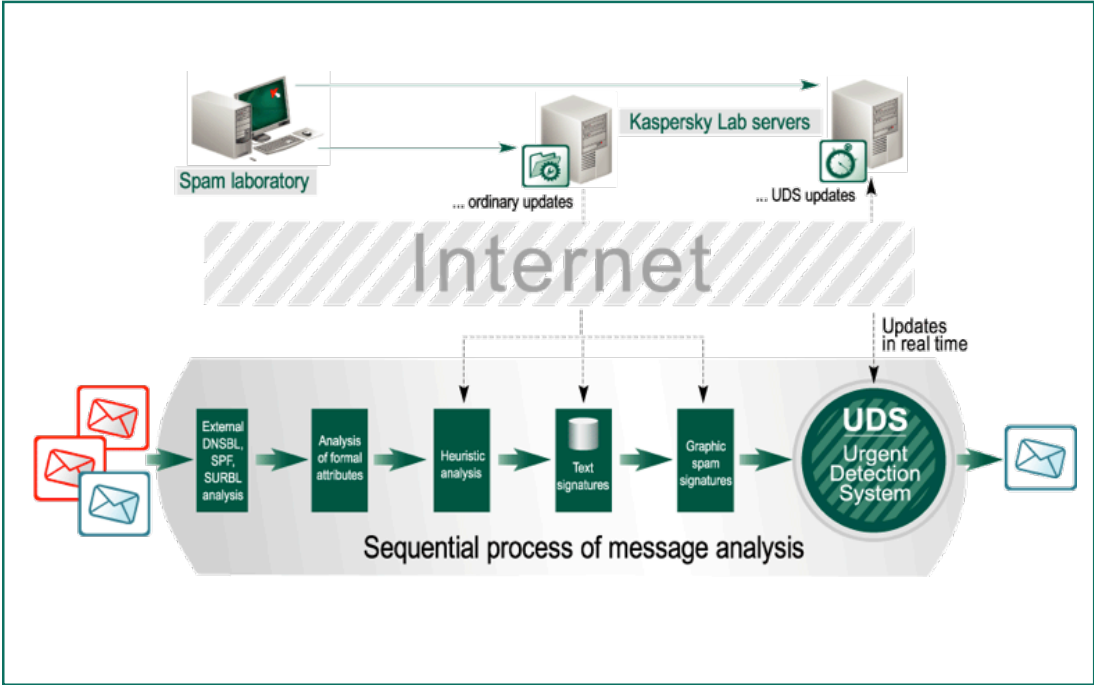 Kaspersky Lab servers
Spam laboratory
... ordinary updates
... UDS updates
Internet
Updates
in real time
External
DNSBL,
SPF,
SURBL
analysis
Analysis
of formal
attributes
Heuristic
analysis
Text
signatures
Graphic
spam
signatures
UDS
Urgent
Detection
System
Sequential process of message analysis